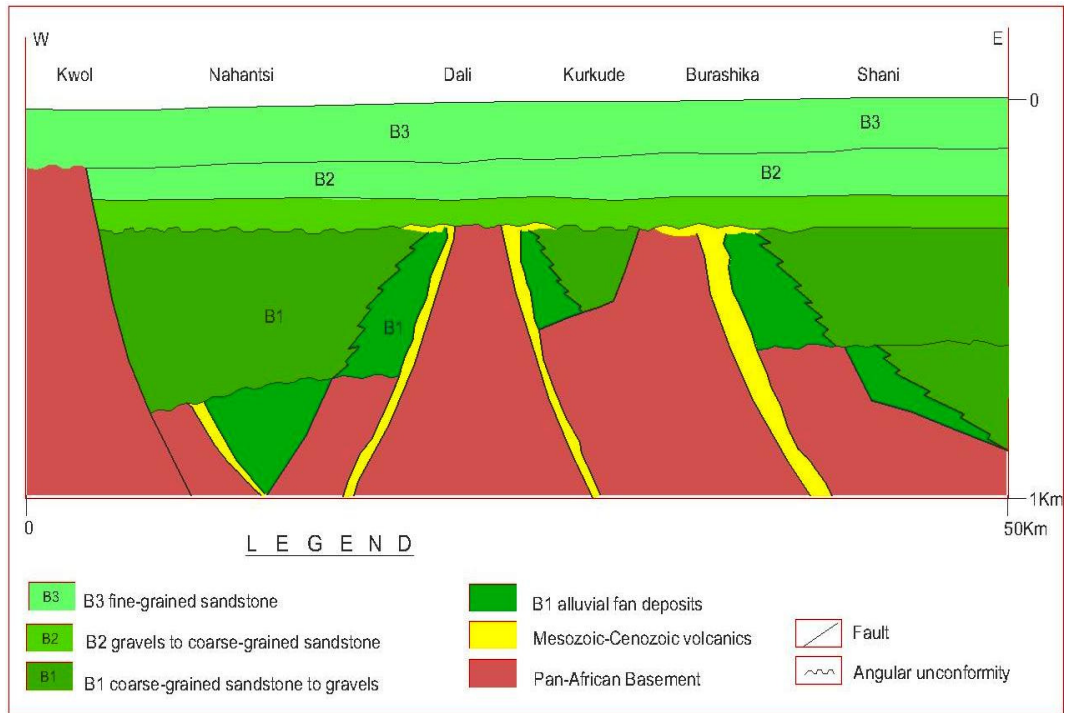 W
E
Kwol Nahantsi Dali Kurkude Burashika Shani
0
B3
B3
B2
B2
B1
B1
1Km
0
50Km
L E G E N D
B3 B3 fine-grained sandstone
B2 B2 gravels to coarse-grained sandstone
B1 B1 coarse-grained sandstone to gravels
B1 alluvial fan deposits
Mesozoic-Cenozoic volcanics
Pan-African Basement
Fault
Angular unconformity